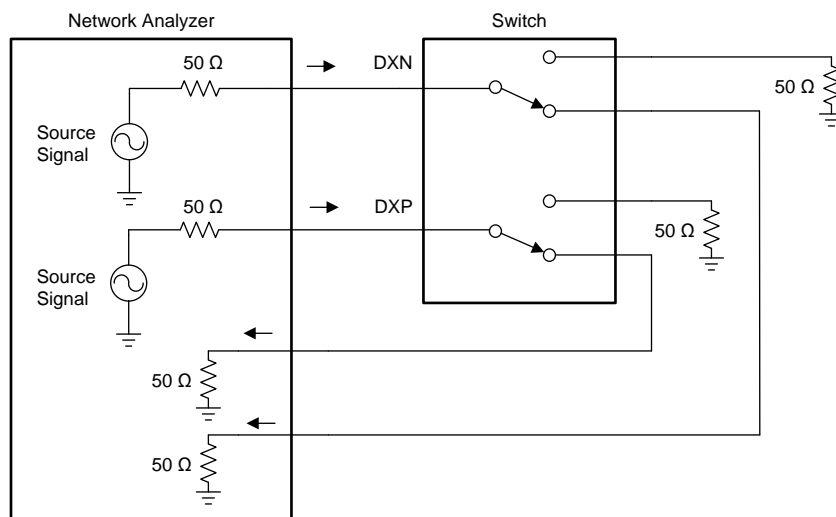 Network Analyzer
Switch
50 Ω
DXN
50 Ω
Source
Signal
50 Ω
DXP
50 Ω
Source
Signal
50 Ω
50 Ω